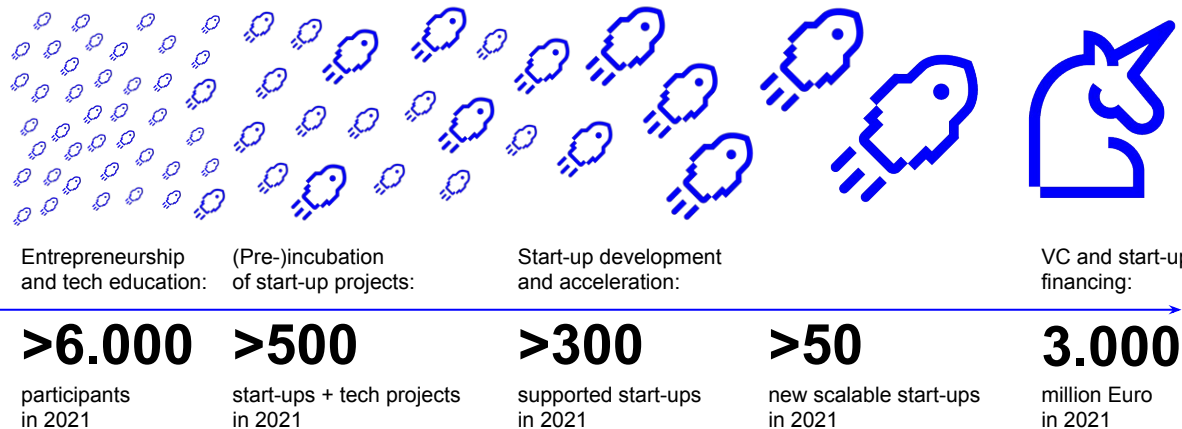 Entrepreneurship
and tech education:
(Pre-)incubation
of start-up projects:
Start-up development
and acceleration:
VC and start-up
financing:
>6.000
participants
in 2021
>500
start-ups + tech projects
in 2021
>300
supported start-ups
in 2021
>50
new scalable start-ups
in 2021
3.000
million Euro
in 2021